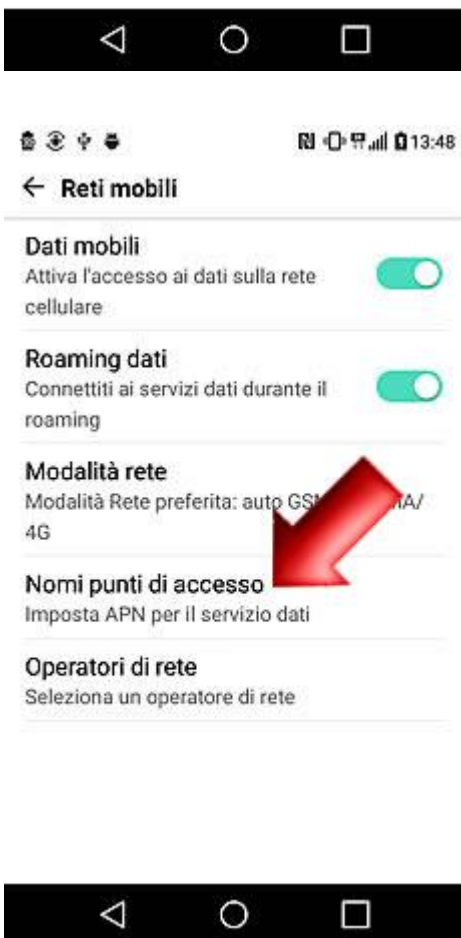 13:48
Reti mobili
Dati mobili
Attiva l'accesso ai dati sulla rete
cellulare
Roaming dati
Connettiti ai servizi dati durante il
roaming
Modalità rete
Modalità Rete preferita: auto
4G
Nomi punti di accesso
Imposta APN per il servizio dati
Operatori di rete
Seleziona un operatore di rete